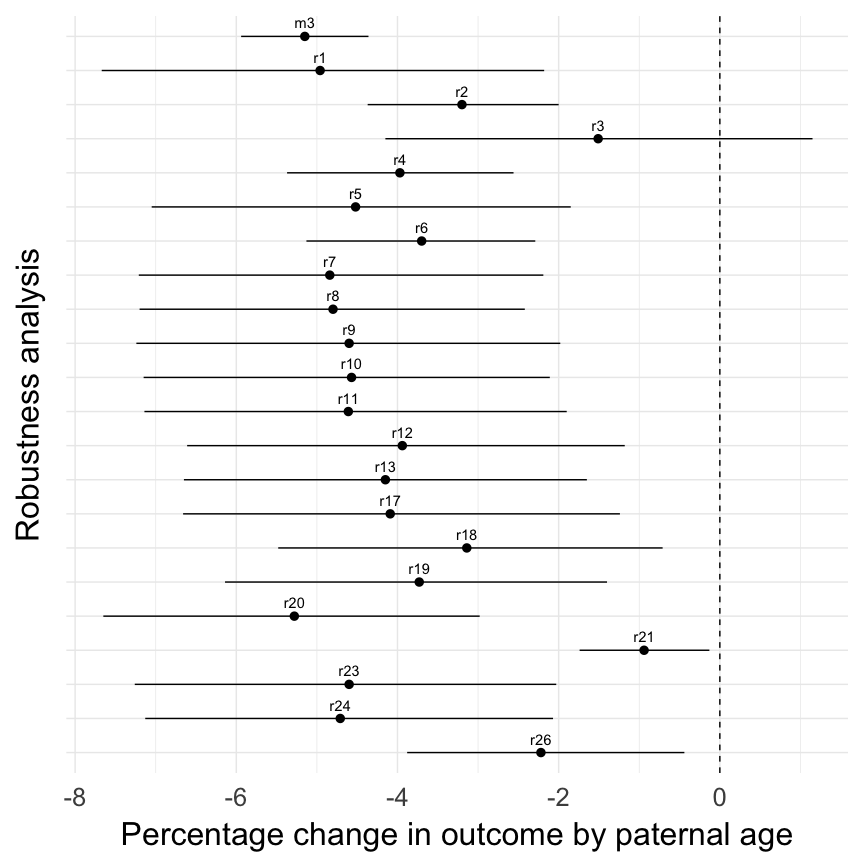 m3
r1
r2
r3
r4
r5
r6
r7
r8
r9
r10
r11
r12
r13
r17
r18
r19
r20
r21
r23
r24
r26
Robustness analysis
-8 -6 -4 -2 0
Percentage change in outcome by paternal age